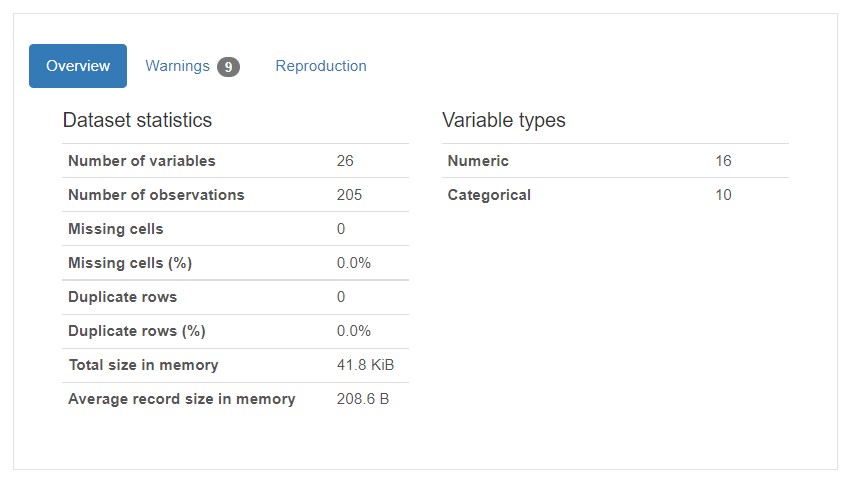 Overview Warnings 9 Reproduction
Dataset statistics
Number of variables 26
Number of observations 205
Missing cells 0
Missing cells (%) 0.0%
Duplicate rows 0
Duplicate rows (%) 0.0%
Total size in memory 41.8 KiB
Average record size in memory 208.6 B
Variable types
Numeric 16
Categorical 10